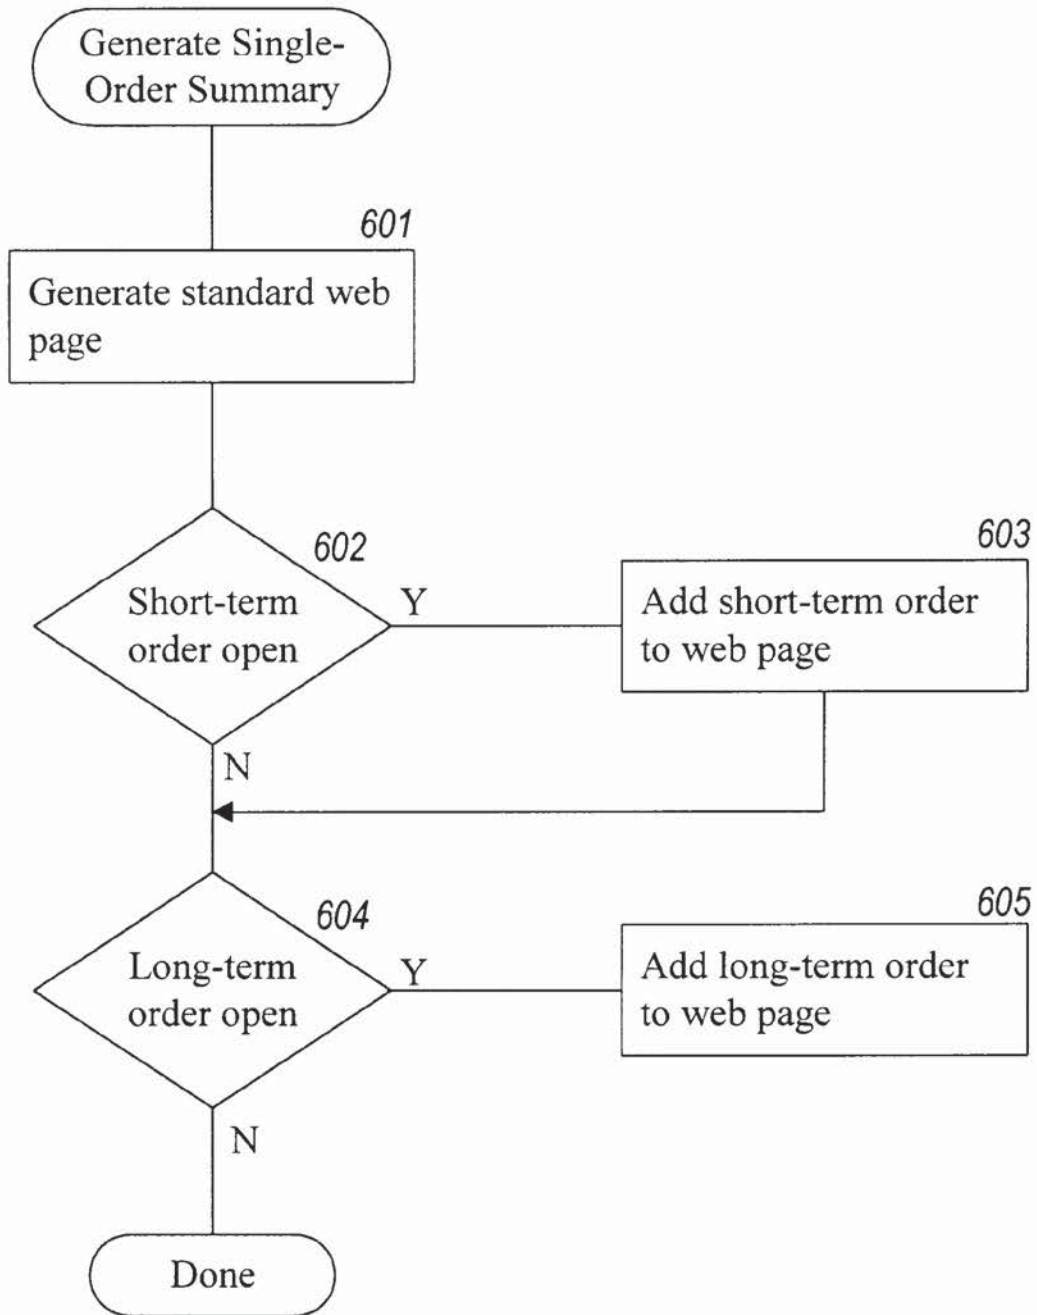 Generate Single-
Order Summary
601
Generate standard web
page
602
Short-term
order open
Y
603
Add short-term order
to web page
N
604
Long-term
order open
Y
605
Add long-term order
to web page
N
Done